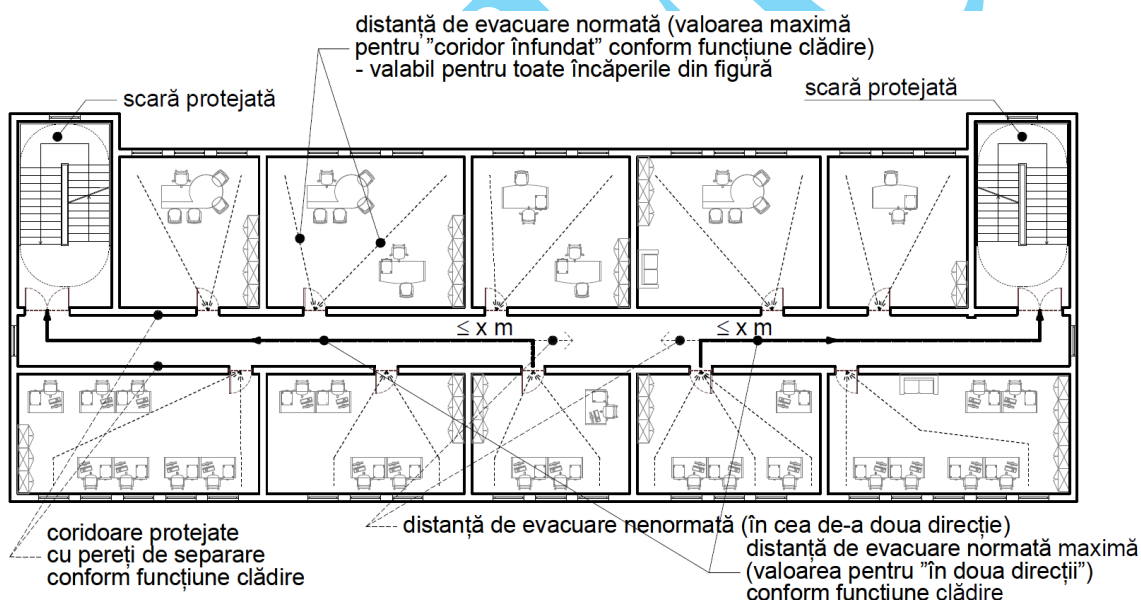 distanță de evacuare normată (valoarea maximă
pentru ”coridor înfundat” conform funcțiune clădire)
- valabil pentru toate încăperile din figură
scară protejată
scară protejată
≤ x m
≤ x m
distanță de evacuare nenormată (în cea de-a doua direcție)
coridoare protejate
cu pereți de separare
conform funcțiune clădire
distanță de evacuare normată maximă
(valoarea pentru ”în doua direcții”)
conform funcțiune clădire